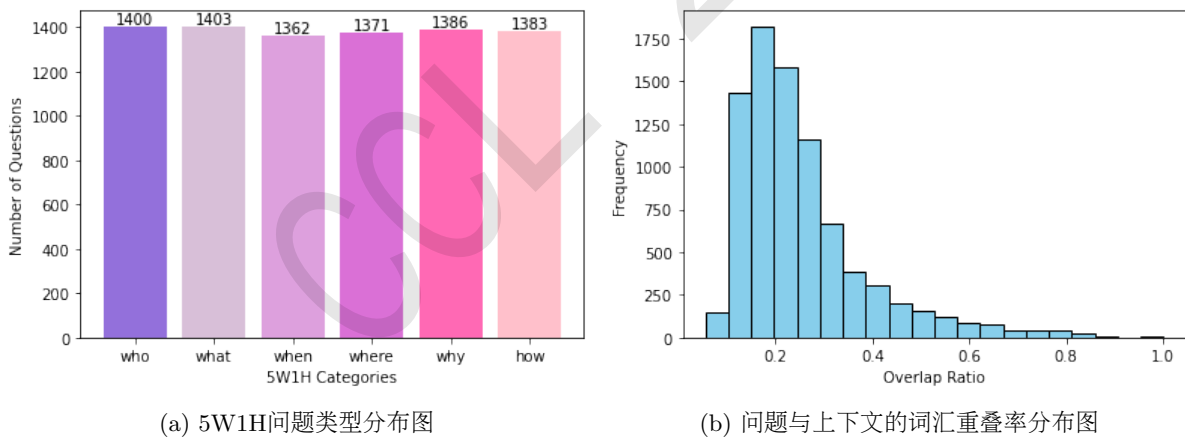 1400 1403 1362 1371 1386 1383
1400
1200
1000
800
600
400
200
0
Number of Questions
who what when where why how
5W1H Categories
(a) 5W1H问题类型分布图
1750
1500
1250
1000
750
500
250
0
Frequency
0.2 0.4 0.6 0.8 1.0
Overlap Ratio
(b) 问题与上下文的词汇重叠率分布图
CCL